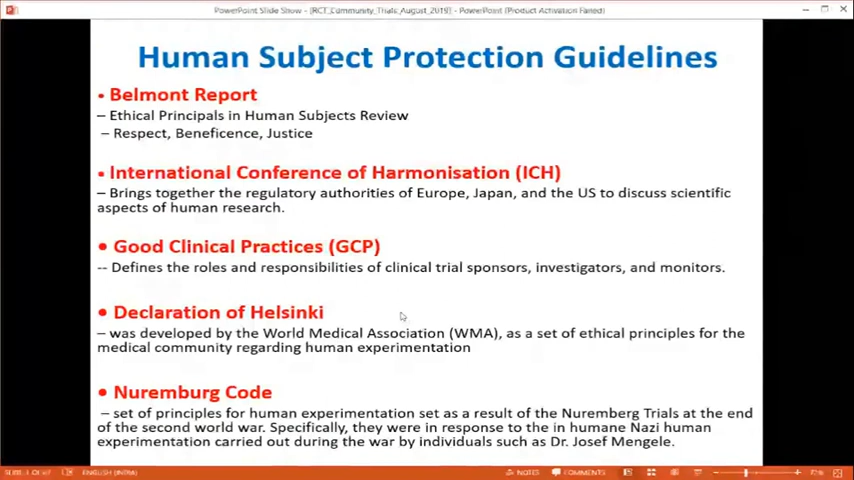 PowerPoint Slide Show - [RCT_Community_Trials_August_2019] - PowerPoint (Product Activation Failed)
Human Subject Protection Guidelines
• Belmont Report
– Ethical Principals in Human Subjects Review
– Respect, Beneficence, Justice
• International Conference of Harmonisation (ICH)
– Brings together the regulatory authorities of Europe, Japan, and the US to discuss scientific
aspects of human research.
• Good Clinical Practices (GCP)
-- Defines the roles and responsibilities of clinical trial sponsors, investigators, and monitors.
• Declaration of Helsinki
– was developed by the World Medical Association (WMA), as a set of ethical principles for the
medical community regarding human experimentation
• Nuremburg Code
– set of principles for human experimentation set as a result of the Nuremberg Trials at the end
of the second world war. Specifically, they were in response to the in humane Nazi human
experimentation carried out during the war by individuals such as Dr. Josef Mengele.
ENGLISH (INDIA) NOTES COMMENTS